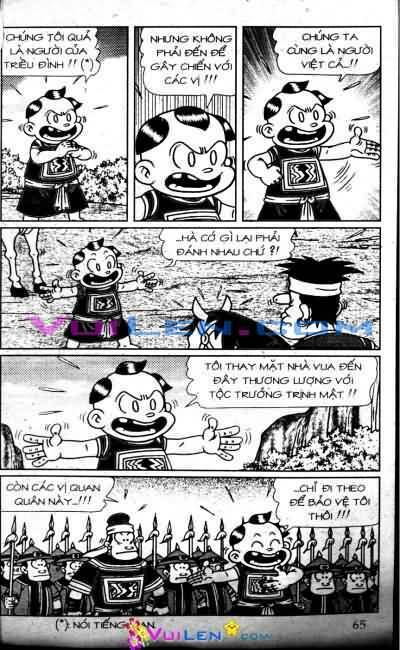 CHÚNG TÔI QUẢ
LÀ NGƯỜI CỦA
TRIỀU ĐÌNH !! (*)
NHƯNG KHÔNG
PHẢI ĐẾN ĐỂ
GÂY CHIẾN VỚI
CÁC VỊ !!!
CHÚNG TA
CÙNG LÀ NGƯỜI
VIỆT CẢ..
..HÀ CỚ GÌ LẠI PHẢI
ĐÁNH NHAU CHỨ ?!
VUILEN.COM
TÔI THAY MẶT NHÀ VUA ĐẾN
ĐÂY THƯƠNG LƯỢNG VỚI
TỘC TRƯỞNG TRỊNH MẬT !!
CÒN CÁC VỊ QUAN
QUÂN NÀY...!!!
..CHỈ ĐI THEO
ĐỂ BẢO VỆ TÔI
THÔI !!!
(*): NÓI TIẾNG
65
VUILEN.COM